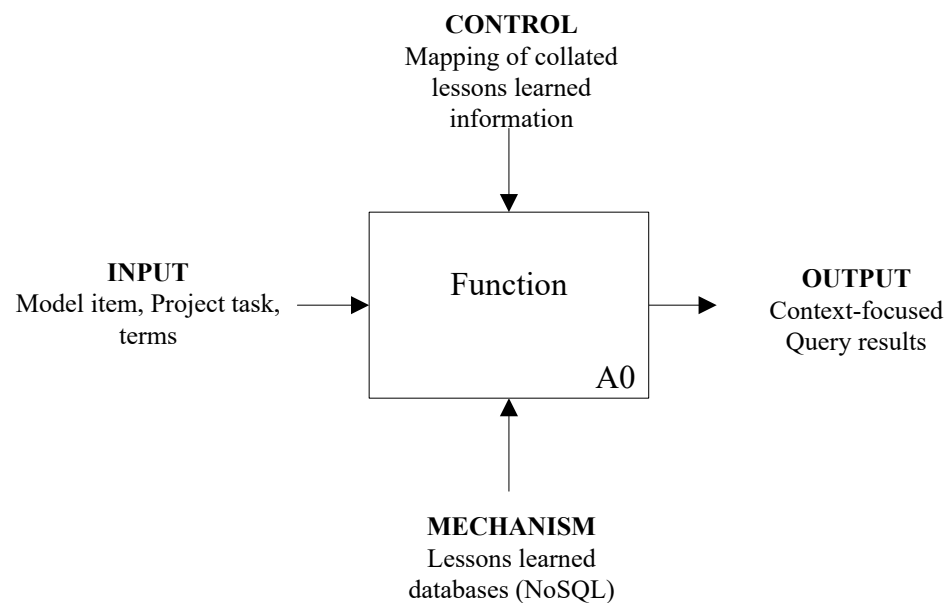 CONTROL
Mapping of collated
lessons learned
information
INPUT
Model item, Project task,
terms
Function
A0
OUTPUT
Context-focused
Query results
MECHANISM
Lessons learned
databases (NoSQL)